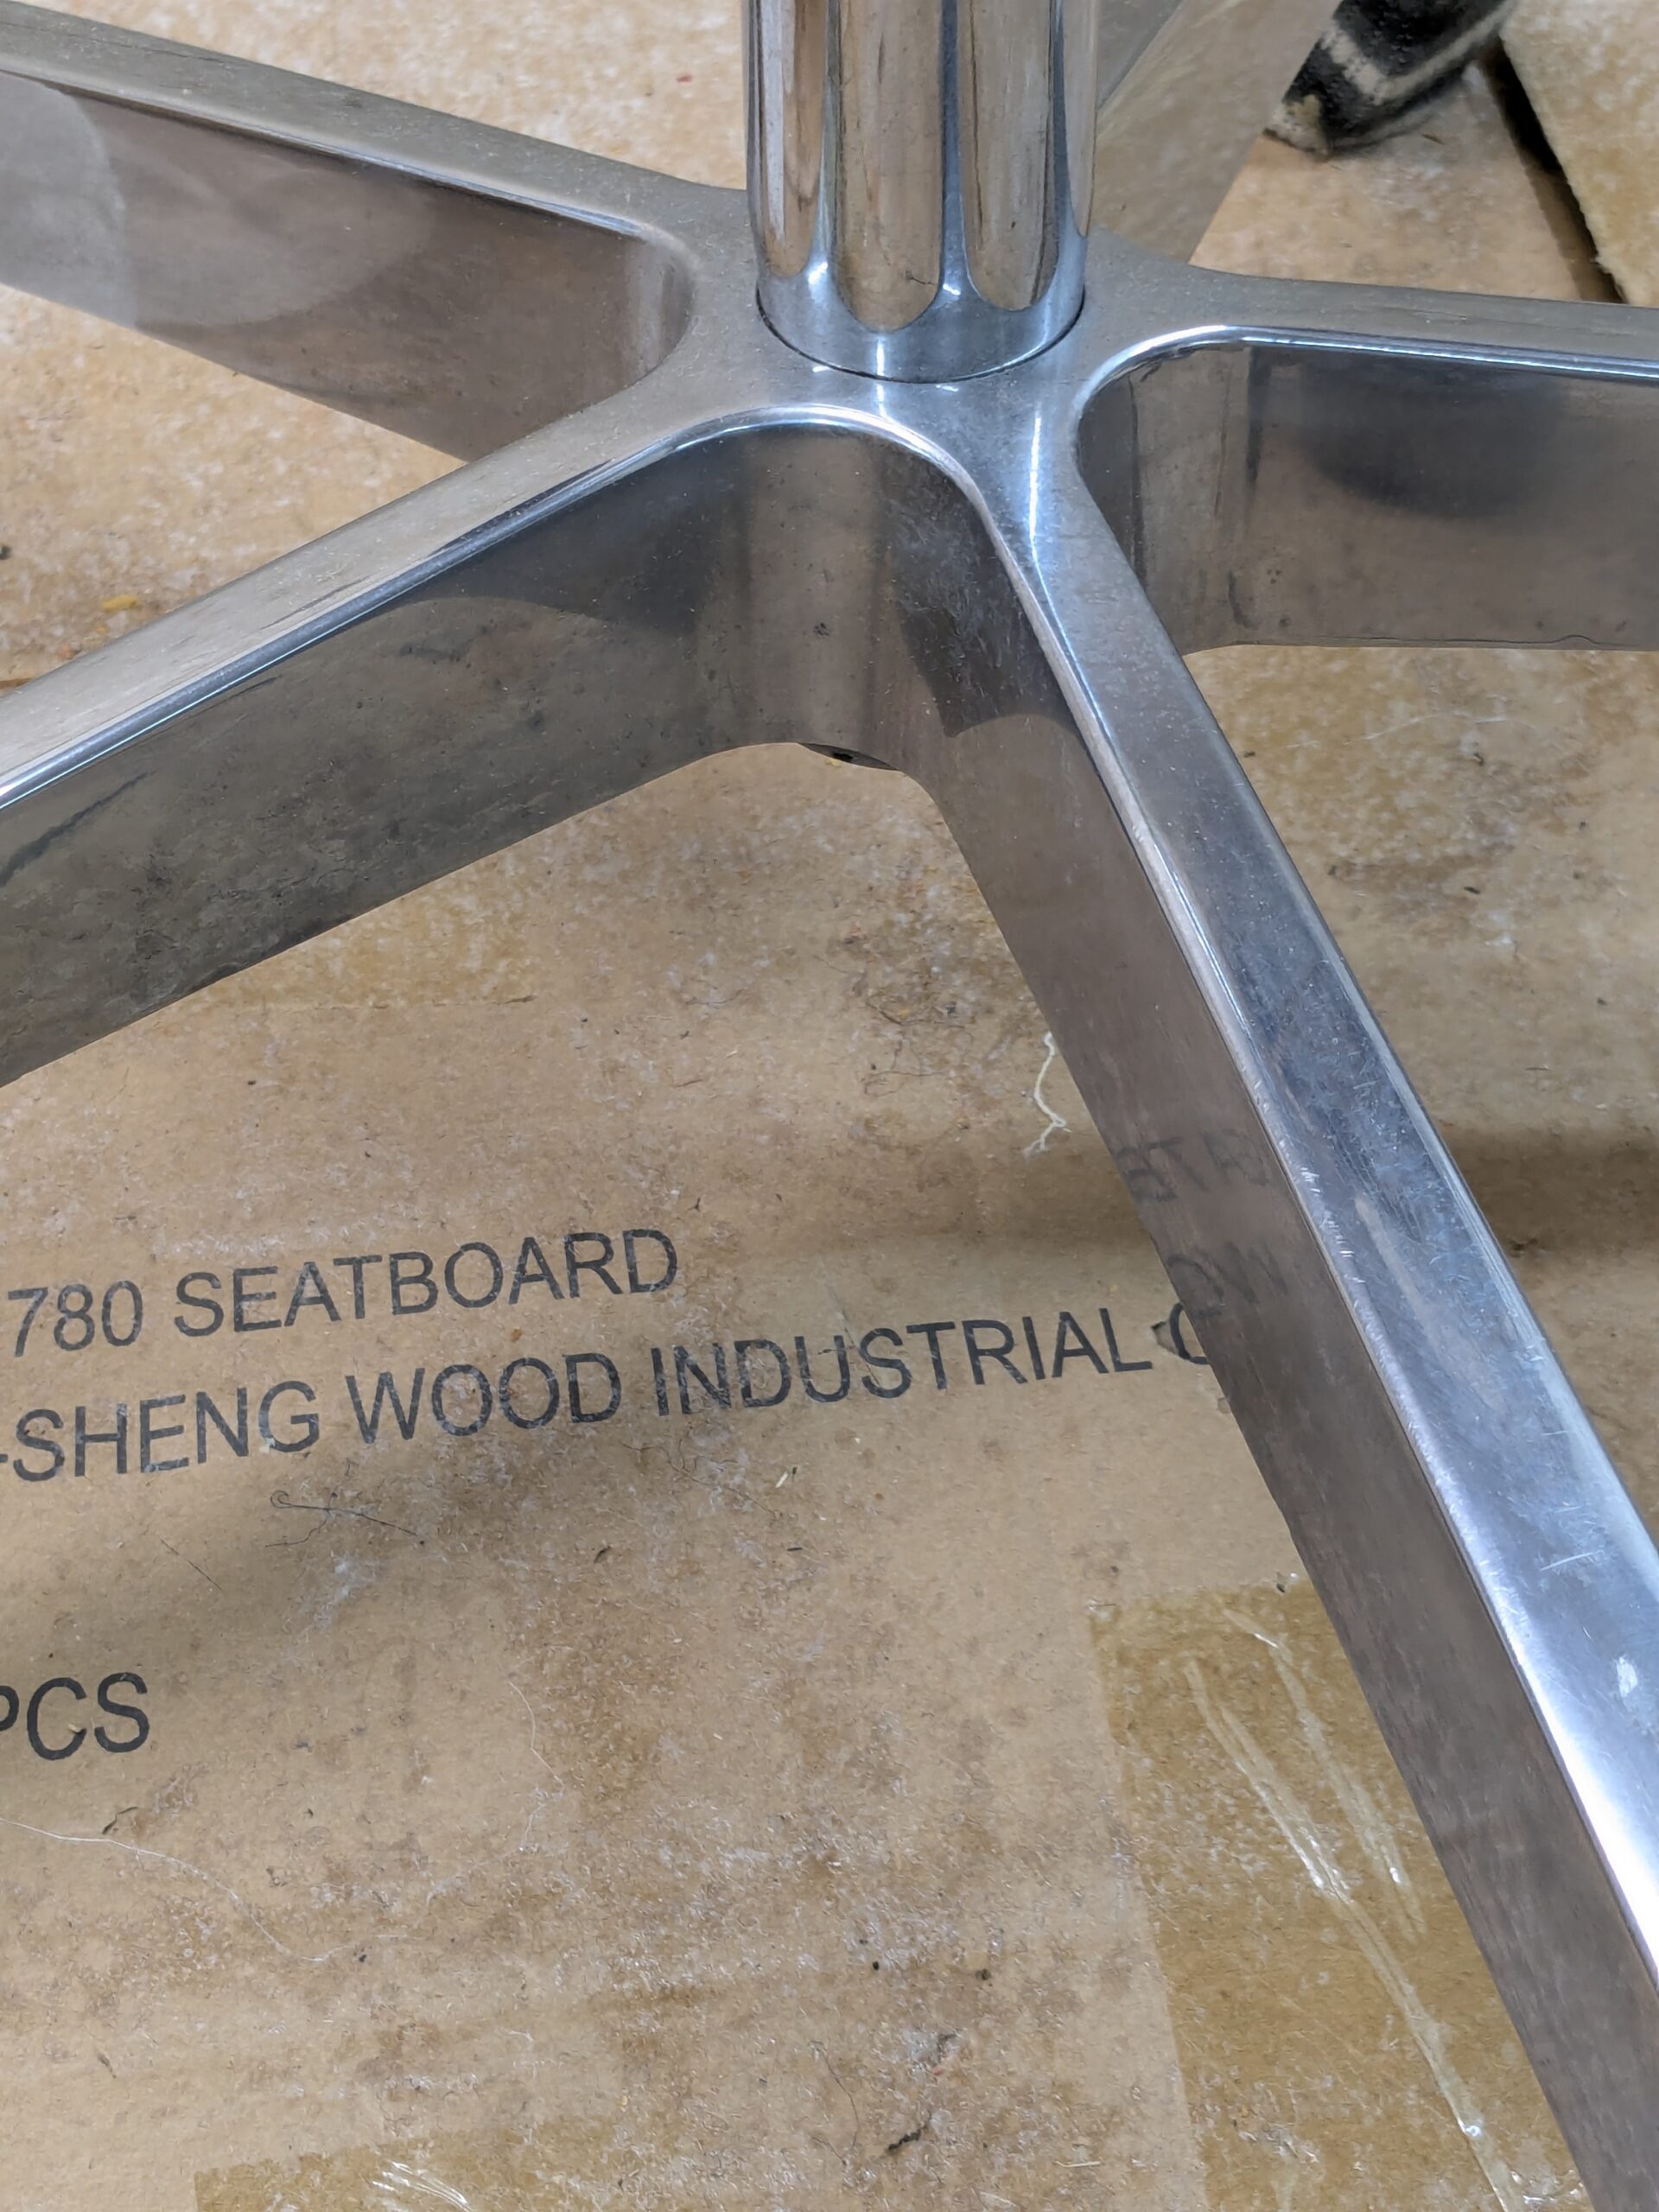 780 SEATBOARD
-SHENG WOOD INDUSTRIAL C
PCS